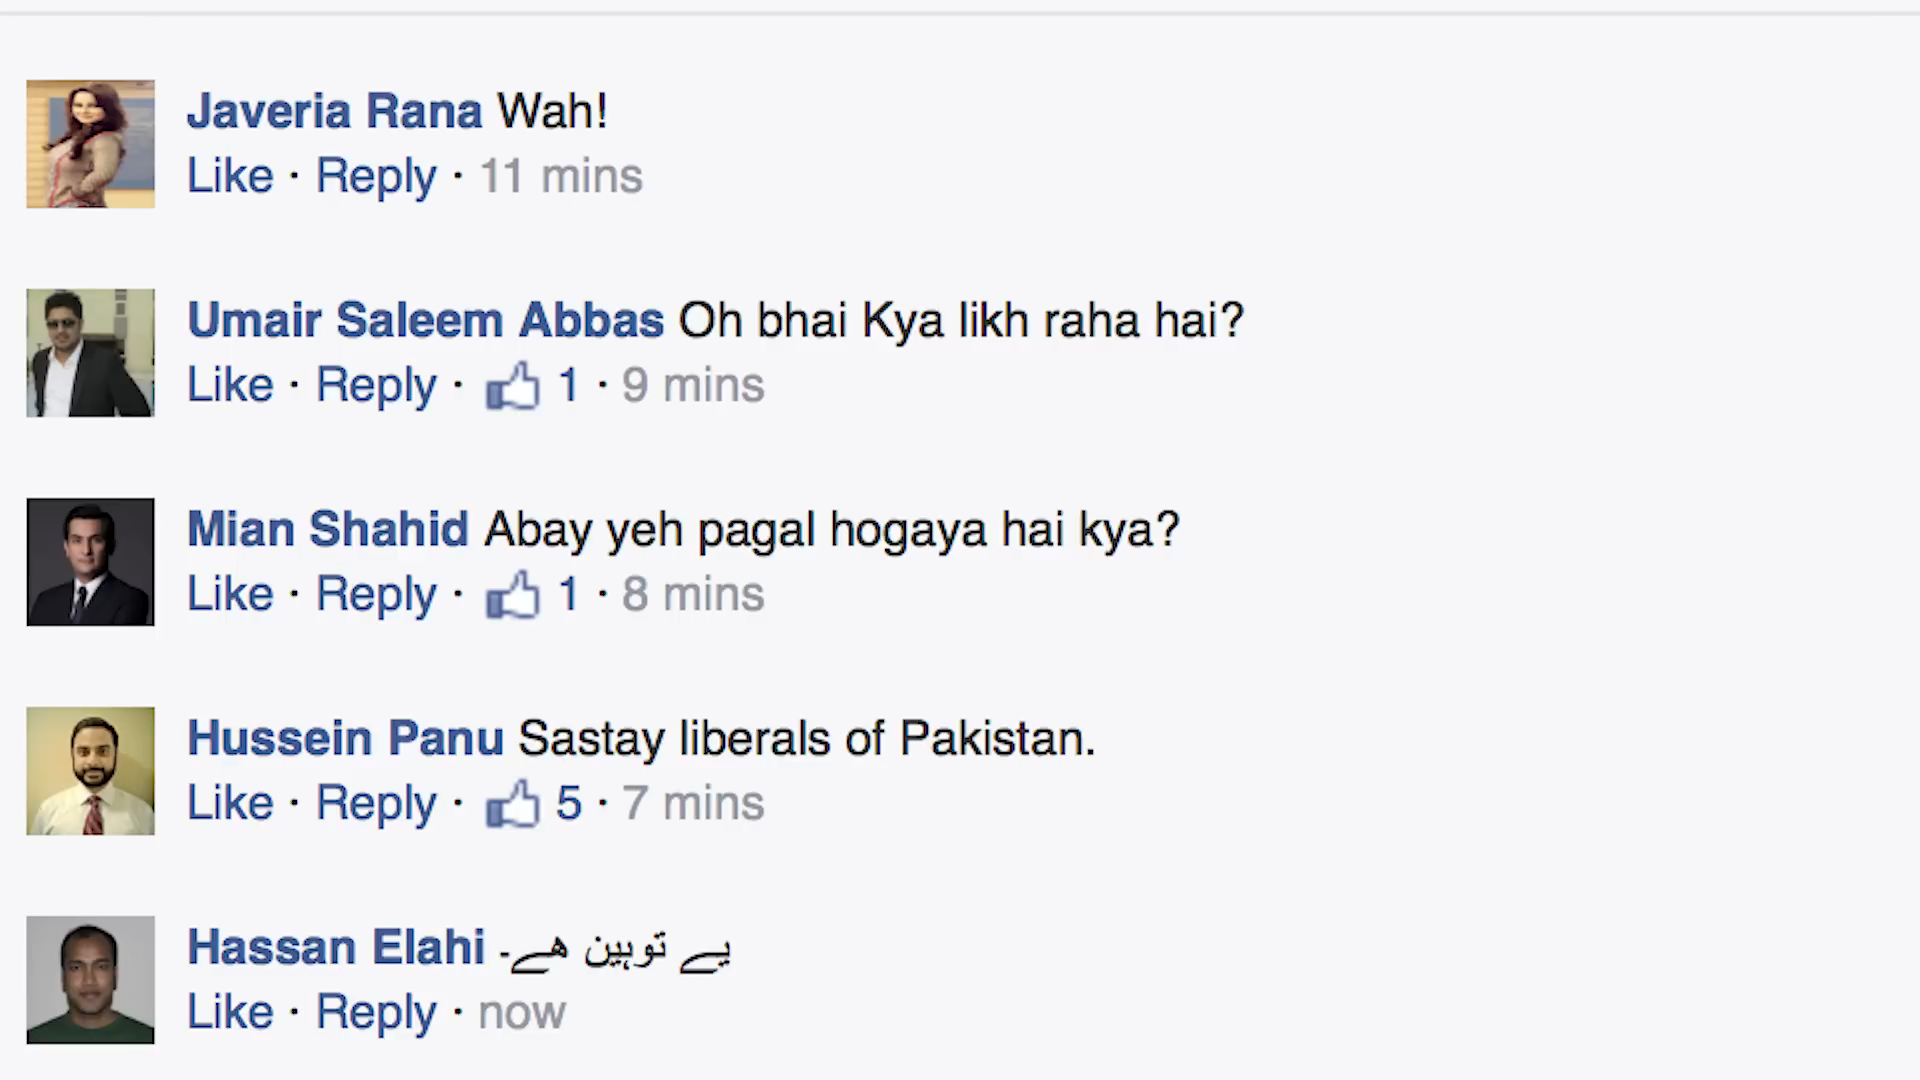 Javeria Rana Wah!
Like · Reply · 11 mins
Umair Saleem Abbas Oh bhai Kya likh raha hai?
Like · Reply · 1 · 9 mins
Mian Shahid Abay yeh pagal hogaya hai kya?
Like · Reply · 1 · 8 mins
Hussein Panu Sastay liberals of Pakistan.
Like · Reply · 5 · 7 mins
Hassan Elahi یے توہین ھے۔
Like · Reply · now